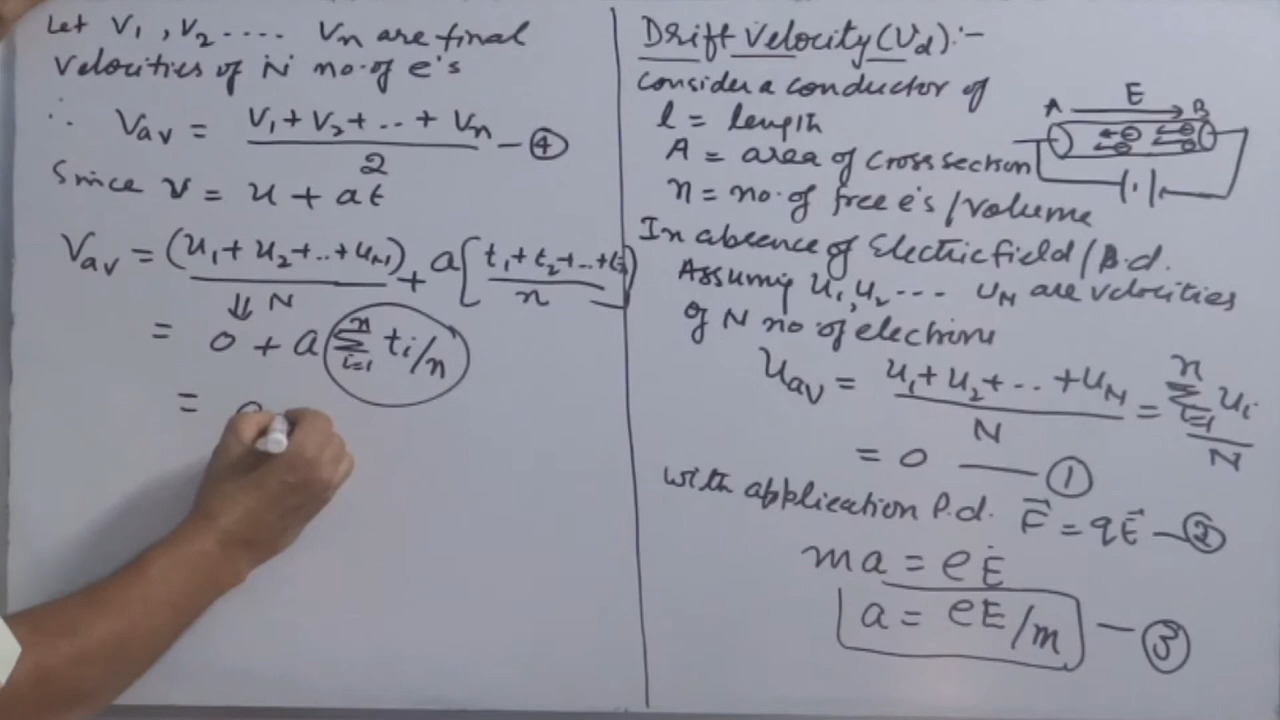 Let V₁, V₂ .... Vn are final
Velocities of N no. of e's
∴ Vav = (V₁ + V₂ + .. + Vn) / 2 — ④
Since v = u + at
Vav = (u₁ + u₂ + .. + uN) / N + a[(t₁ + t₂ + .. + t) / n]
⇓
= 0 + a Σ ti/n
n
i=1
=
Drift Velocity (Vd) :-
Consider a conductor of
l = length
A = area of cross section
n = no. of free e's / volume
A E B
In absence of Electric field / P.d.
Assuming u₁, u₂ ... uN are velocities
of N no. of electrons
uav = (u₁ + u₂ + .. + uN) / N = Σ ui / N
n
i=1
= 0 — ①
with application P.d. F⃗ = qE⃗ — ②
ma = eE
a = eE/m — ③